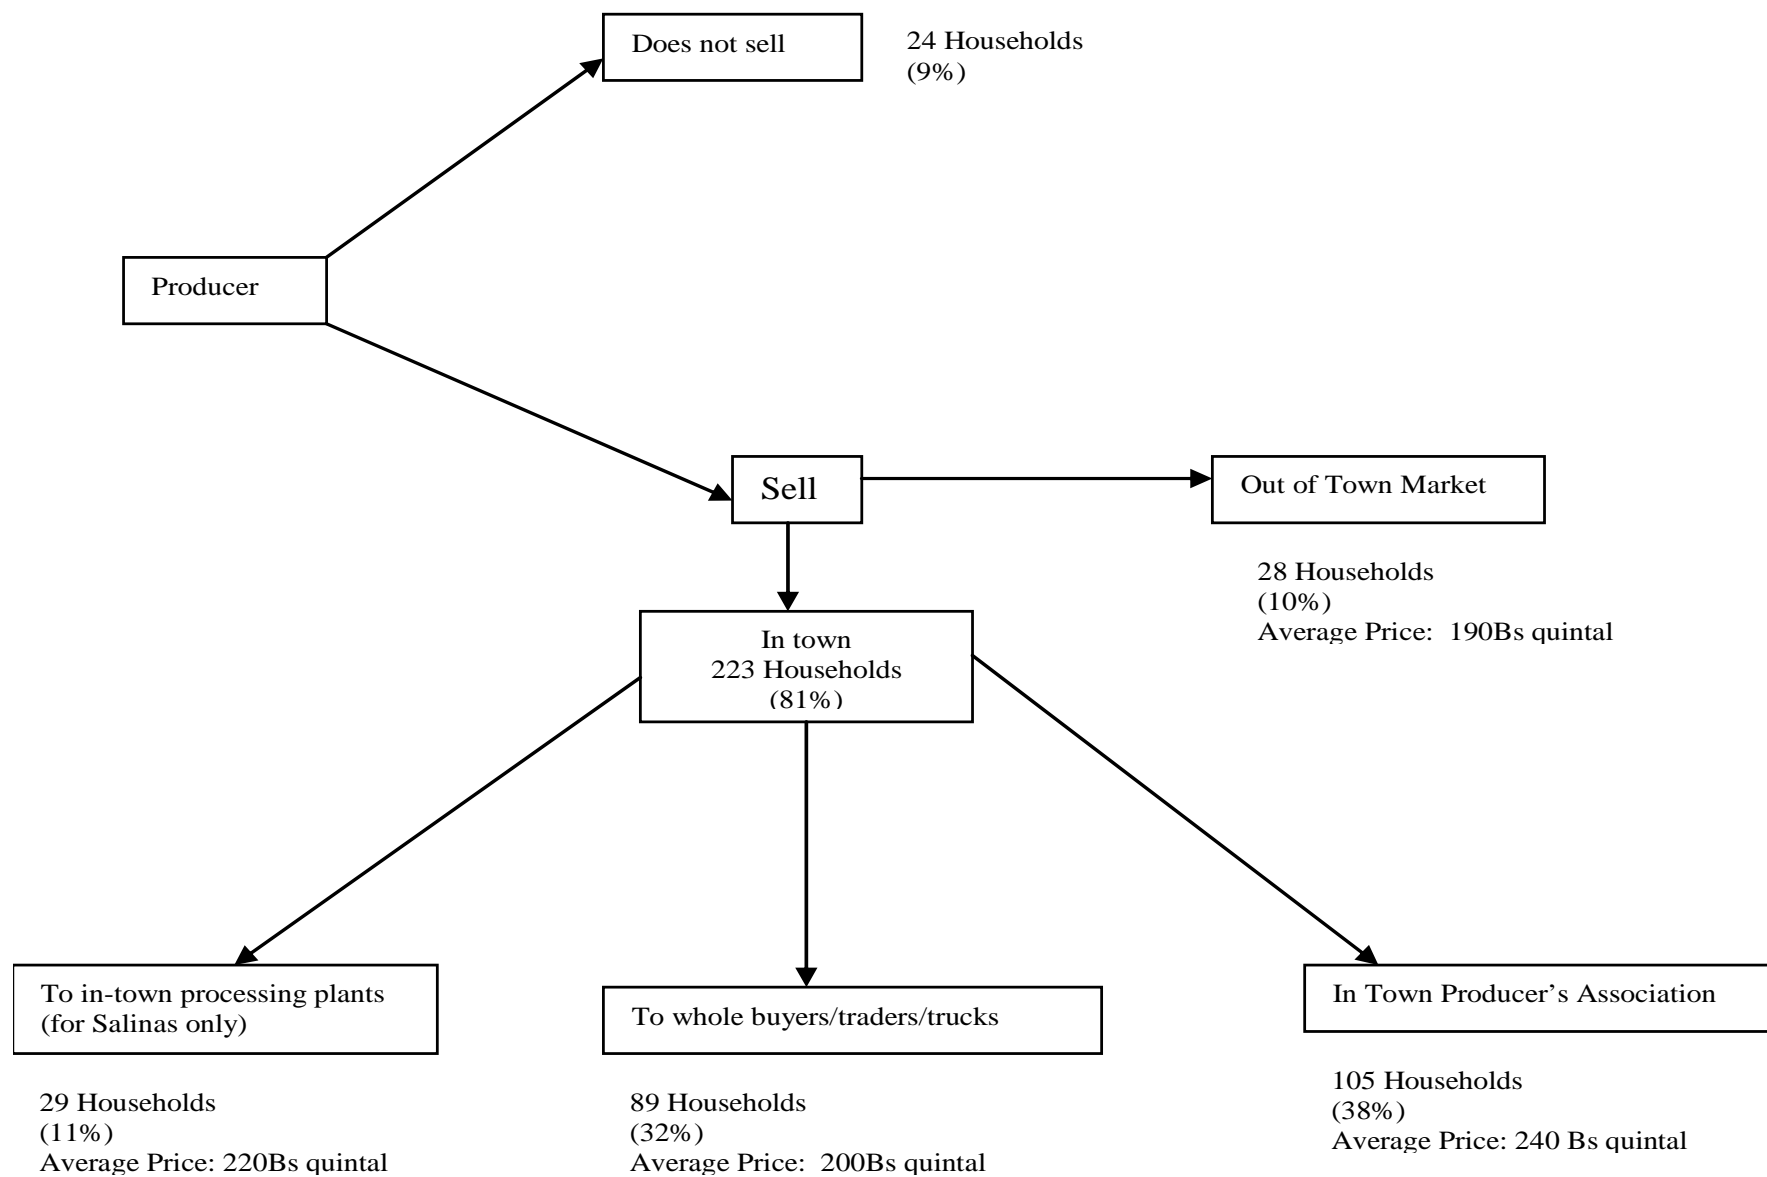 Does not sell
24 Households
(9%)
Producer
Sell
Out of Town Market
28 Households
(10%)
Average Price:  190Bs quintal
In town
223 Households
(81%)
To in-town processing plants
(for Salinas only)
29 Households
(11%)
Average Price: 220Bs quintal
To whole buyers/traders/trucks
89 Households
(32%)
Average Price:  200Bs quintal
In Town Producer’s Association
105 Households
(38%)
Average Price: 240 Bs quintal